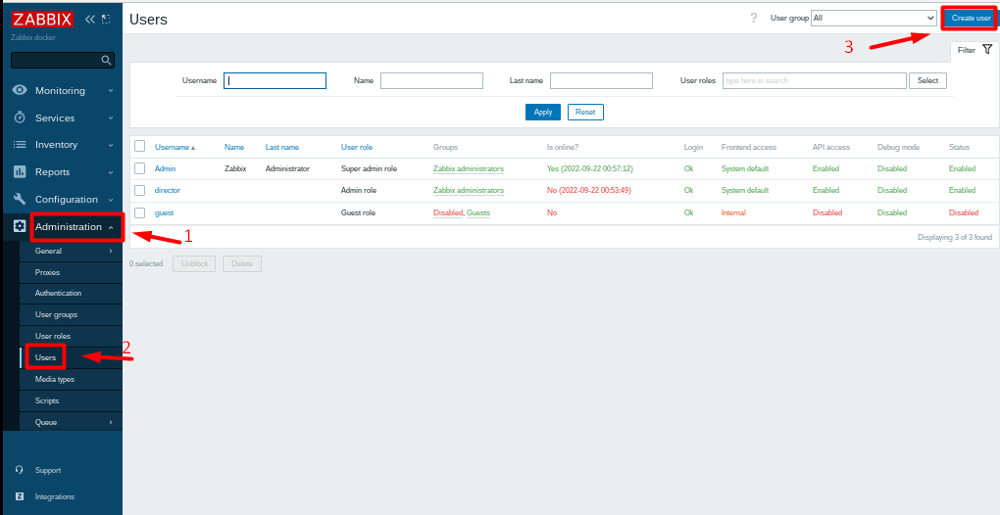 ZABBIX
Zabbix docker
Monitoring
Services
Inventory
Reports
Configuration
Administration
General
Proxies
Authentication
User groups
User roles
Users
Media types
Scripts
Queue
Support
Integrations
Users
? User group All Create user
3
Filter
Username Name Last name User roles type here to search Select
Apply Reset
Username ▲ Name Last name User role Groups Is online? Login Frontend access API access Debug mode Status
Admin Zabbix Administrator Super admin role Zabbix administrators Yes (2022-09-22 00:57:12) Ok System default Enabled Disabled Enabled
director Admin role Zabbix administrators No (2022-09-22 00:53:49) Ok System default Enabled Disabled Enabled
guest Guest role Disabled, Guests No Ok Internal Disabled Disabled Disabled
1
Displaying 3 of 3 found
0 selected Unblock Delete
2